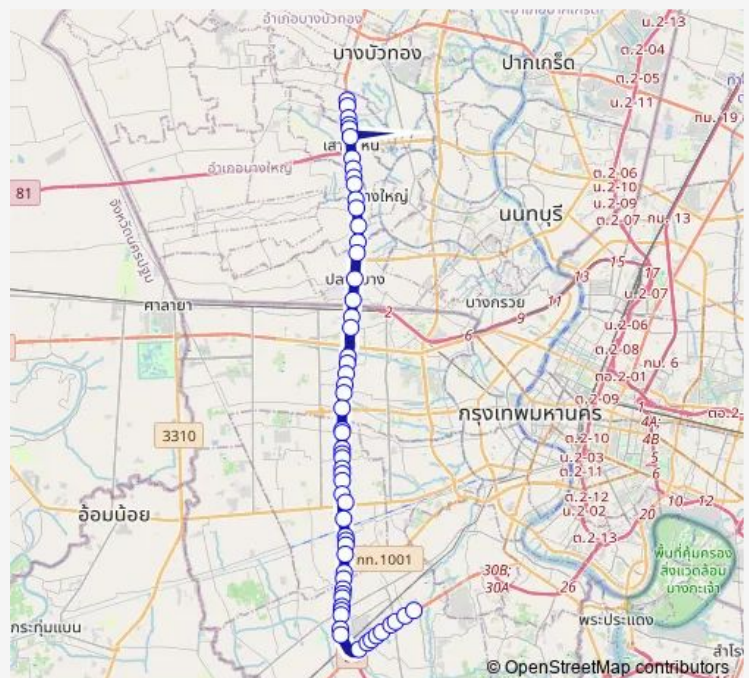 อำเภอบางบัวทอง
บางบัวทอง
ปากเกร็ด
น.2-13
ต.2-04
ต.2-05
น.2-11
กม. 19
81
อำเภอบางใหญ่
จังหวัดนครปฐม
นนทบุรี
ต.2-06
น.2-10
น.2-09
ต.2-07
กม. 13
15
13
17
11
9
6
2
ศาลายา
บางกรวย
น.2-07
น.2-06
ต.2-08
กม. 6
ตอ.2-01
ต.2-09
1
กรุงเทพมหานคร
4A;
4B
5
6
3310
ต.2-10
น.2-03
ต.2-11
อ้อมน้อย
ต.2-12
น.2-02
10
12
20
ต.2-13
กท.1001
พื้นที่คุ้มครอง
สิ่งแวดล้อม
บางกะเจ้า
30B;
30A
26
กระทุ่มแบน
พระประแดง
© OpenStreetMap contributors